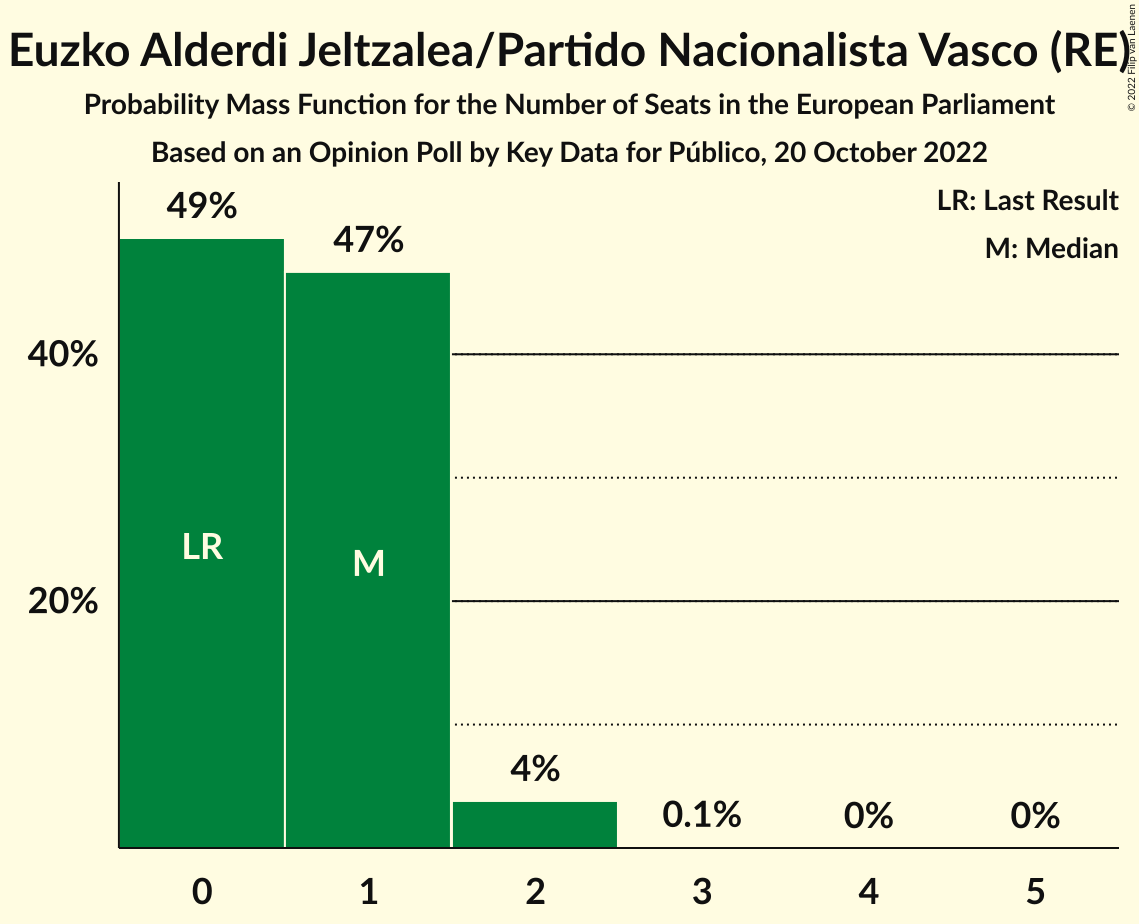 Euzko Alderdi Jeltzalea/Partido Nacionalista Vasco (RE)
© 2022 Filip van Laenen
Probability Mass Function for the Number of Seats in the European Parliament
Based on an Opinion Poll by Key Data for Público, 20 October 2022
LR: Last Result
M: Median
49%
47%
40%
LR
M
20%
4%
0.1%
0%
0%
0
1
2
3
4
5